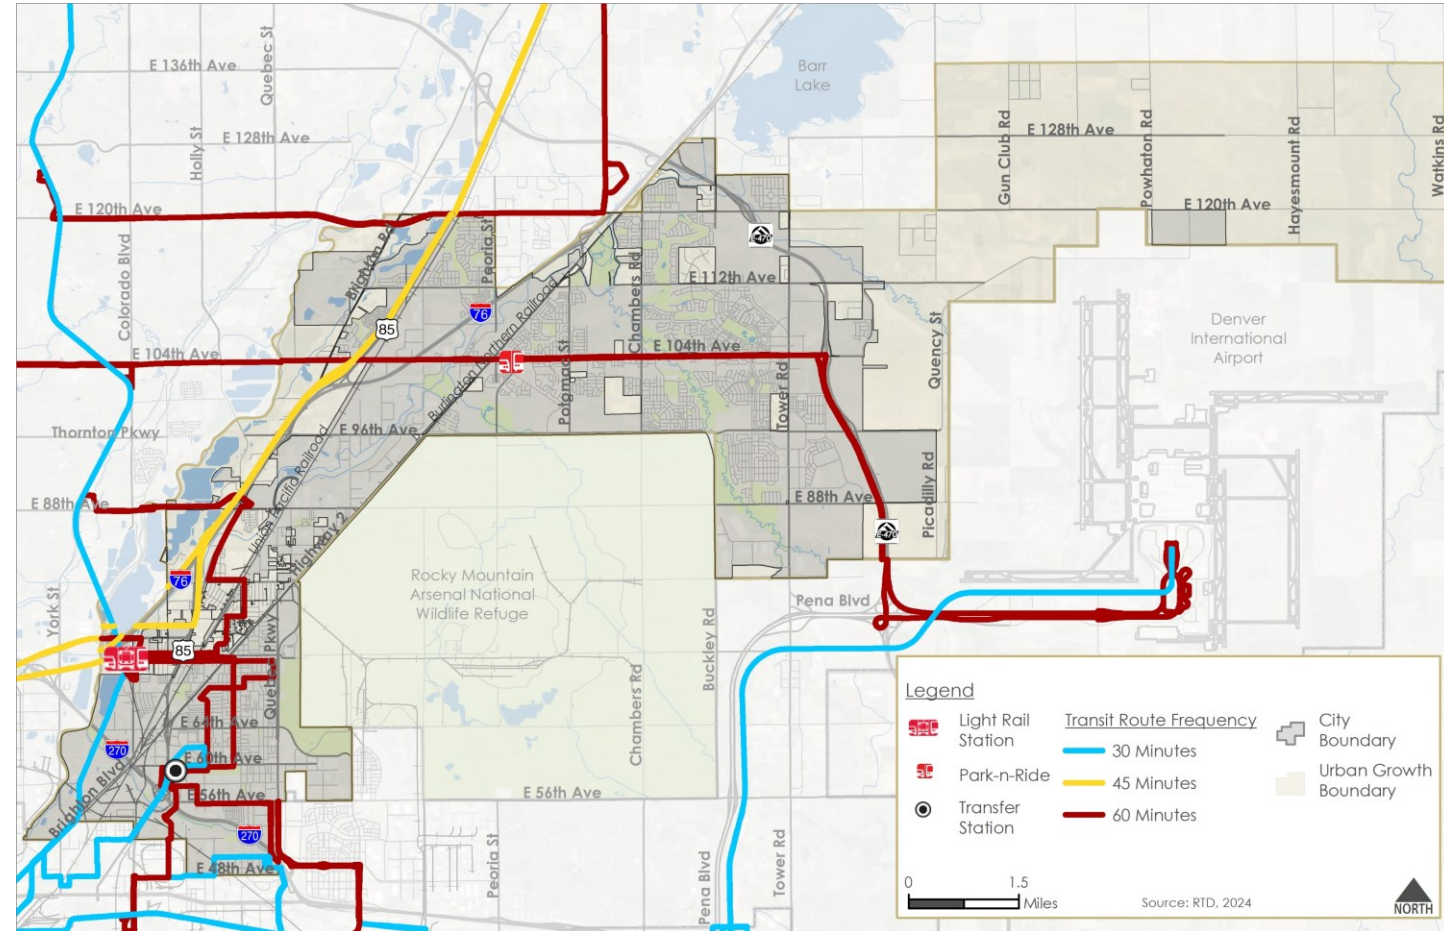 E 136th Ave
Quebec St
Barr
Lake
E 128th Ave
Holly St
Gun Club Rd
E 128th Ave
Powhaton Rd
Hayesmount Rd
Watkins Rd
E 120th Ave
E 120th Ave
Colorado Blvd
Brighton Rd
Peoria St
Chambers Rd
E-470
E 112th Ave
76
85
Burlington Northern Railroad
Quency St
Denver
International
Airport
E 104th Ave
E 104th Ave
Potomac St
Tower Rd
Thornton Pkwy
E 96th Ave
Union Pacific Railroad
E 88th Ave
E 88th Ave
Picadilly Rd
Highway 2
E-470
76
York St
Rocky Mountain
Arsenal National
Wildlife Refuge
Pena Blvd
85
Quebec Pkwy
Chambers Rd
Buckley Rd
E 64th Ave
270
E 60th Ave
E 56th Ave
E 56th Ave
Brighton Blvd
270
E 48th Ave
Peoria St
Pena Blvd
Tower Rd
Legend
Light Rail
Station
Park-n-Ride
Transfer
Station
Transit Route Frequency
30 Minutes
45 Minutes
60 Minutes
City
Boundary
Urban Growth
Boundary
0 1.5
Miles
Source: RTD, 2024
NORTH